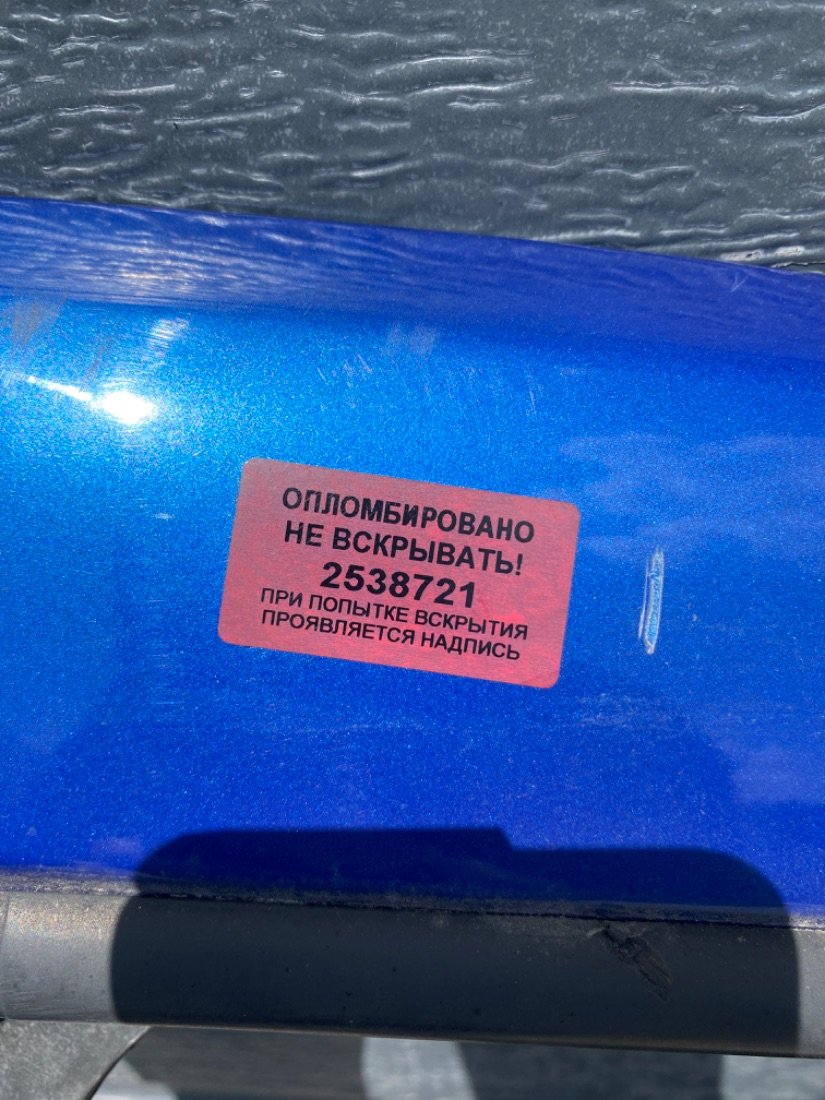 ОПЛОМБИРОВАНО
НЕ ВСКРЫВАТЬ!
2538721
ПРИ ПОПЫТКЕ ВСКРЫТИЯ
ПРОЯВЛЯЕТСЯ НАДПИСЬ